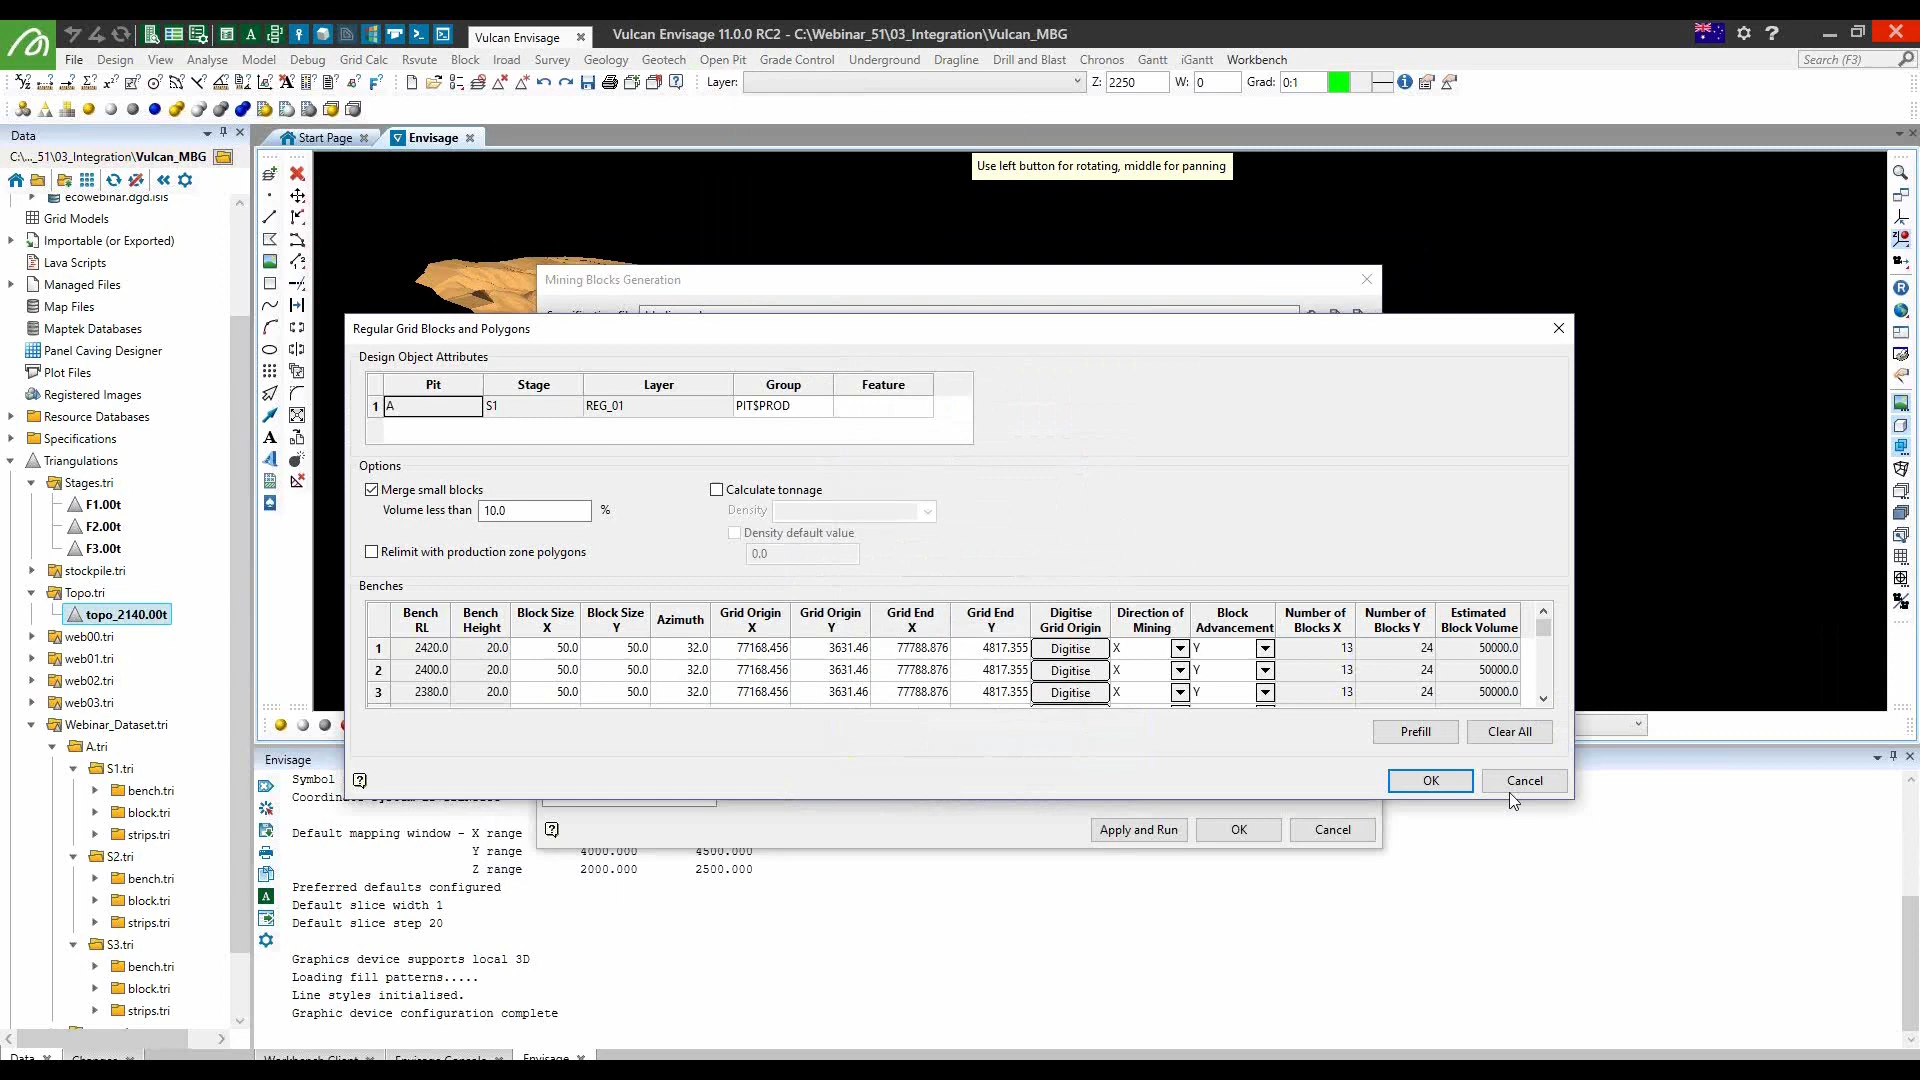 Vulcan Envisage
Vulcan Envisage 11.0.0 RC2 - C:\Webinar_51\03_Integration\Vulcan_MBG
File Design View Analyse Model Debug Grid Calc Rsvute Block Iroad Survey Geology Geotech Open Pit Grade Control Underground Dragline Drill and Blast Chronos Gantt iGantt Workbench
Search (F3)
Layer: Z: 2250 W: 0 Grad: 0:1
Data
C:\..._51\03_Integration\Vulcan_MBG
Start Page
Envisage
Use left button for rotating, middle for panning
ecowebinar.dgd.isis
Grid Models
Importable (or Exported)
Lava Scripts
Managed Files
Map Files
Maptek Databases
Panel Caving Designer
Plot Files
Registered Images
Resource Databases
Specifications
Triangulations
Stages.tri
F1.00t
F2.00t
F3.00t
stockpile.tri
Topo.tri
topo_2140.00t
web00.tri
web01.tri
web02.tri
web03.tri
Webinar_Dataset.tri
A.tri
S1.tri
bench.tri
block.tri
strips.tri
S2.tri
bench.tri
block.tri
strips.tri
S3.tri
bench.tri
block.tri
strips.tri
Mining Blocks Generation
Regular Grid Blocks and Polygons
Design Object Attributes
Pit Stage Layer Group Feature
1 A S1 REG_01 PIT$PROD
Options
Merge small blocks
Volume less than 10.0 %
Relimit with production zone polygons
Calculate tonnage
Density
Density default value
0.0
Benches
Bench RL Bench Height Block Size X Block Size Y Azimuth Grid Origin X Grid Origin Y Grid End X Grid End Y Digitise Grid Origin Direction of Mining Block Advancement Number of Blocks X Number of Blocks Y Estimated Block Volume
1 2420.0 20.0 50.0 50.0 32.0 77168.456 3631.46 77788.876 4817.355 Digitise X Y 13 24 50000.0
2 2400.0 20.0 50.0 50.0 32.0 77168.456 3631.46 77788.876 4817.355 Digitise X Y 13 24 50000.0
3 2380.0 20.0 50.0 50.0 32.0 77168.456 3631.46 77788.876 4817.355 Digitise X Y 13 24 50000.0
Prefill Clear All
OK Cancel
Apply and Run OK Cancel
Envisage
Symbol
Default mapping window - X range
Y range 4000.000 4500.000
Z range 2000.000 2500.000
Preferred defaults configured
Default slice width 1
Default slice step 20
Graphics device supports local 3D
Loading fill patterns.....
Line styles initialised.
Graphic device configuration complete
Data
Envisage